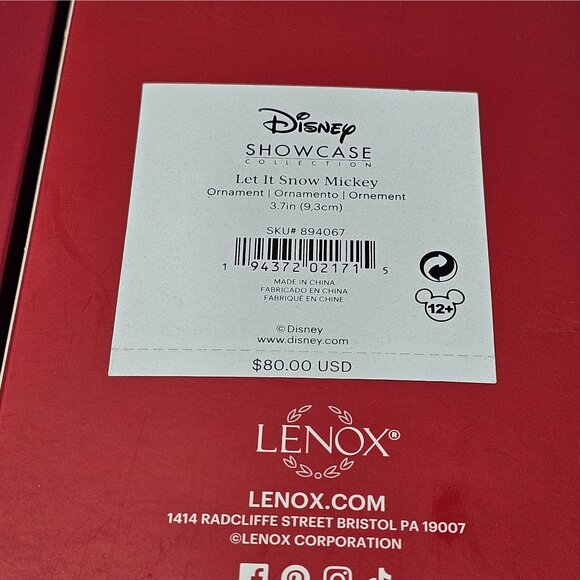 Disney
SHOWCASE
COLLECTION
Let It Snow Mickey
Ornament | Ornamento | Ornement
3.7in (9,3cm)
SKU# 894067
1 94372 02171 5
MADE IN CHINA
FABRICADO EN CHINA
FABRIQUÉ EN CHINE
12+
©Disney
www.disney.com
$80.00 USD
LENOX®
LENOX.COM
1414 RADCLIFFE STREET BRISTOL PA 19007
©LENOX CORPORATION